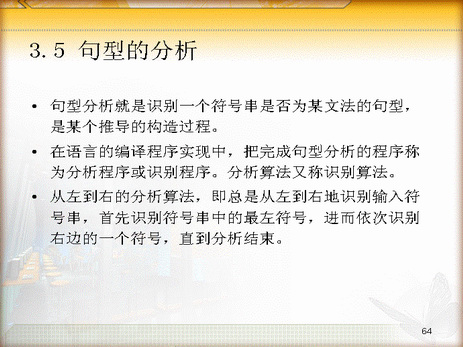 3.5 句型的分析
• 句型分析就是识别一个符号串是否为某文法的句型，
是某个推导的构造过程。
• 在语言的编译程序实现中，把完成句型分析的程序称
为分析程序或识别程序。分析算法又称识别算法。
• 从左到右的分析算法，即总是从左到右地识别输入符
号串，首先识别符号串中的最左符号，进而依次识别
右边的一个符号，直到分析结束。
64